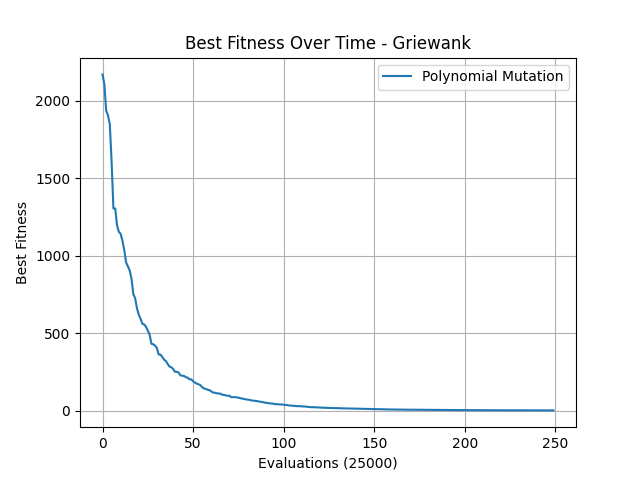 Best Fitness Over Time - Griewank
Polynomial Mutation
Best Fitness
2000
1500
1000
500
0
0 50 100 150 200 250
Evaluations (25000)